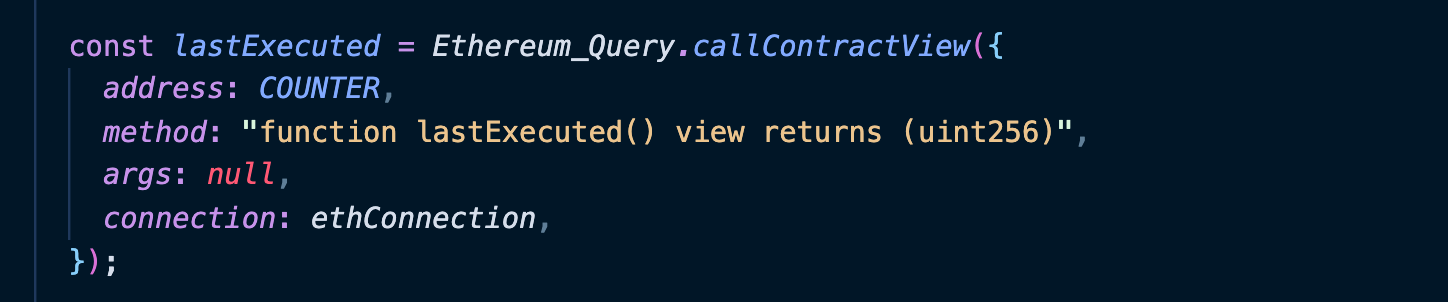 const lastExecuted = Ethereum_Query.callContractView({
  address: COUNTER,
  method: "function lastExecuted() view returns (uint256)",
  args: null,
  connection: ethConnection,
});